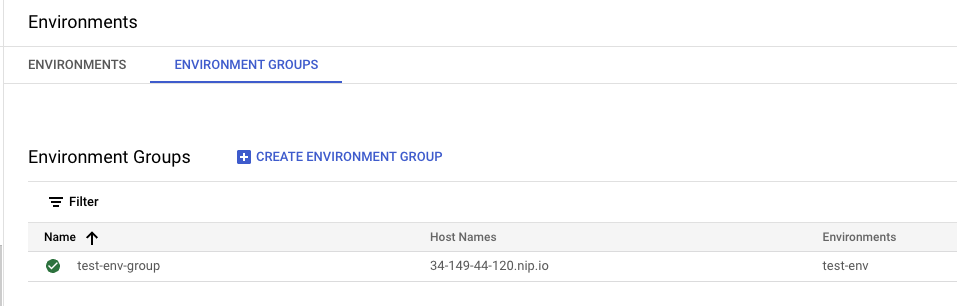 Environments
ENVIRONMENTS ENVIRONMENT GROUPS
Environment Groups CREATE ENVIRONMENT GROUP
Filter
Name Host Names Environments
test-env-group 34-149-44-120.nip.io test-env